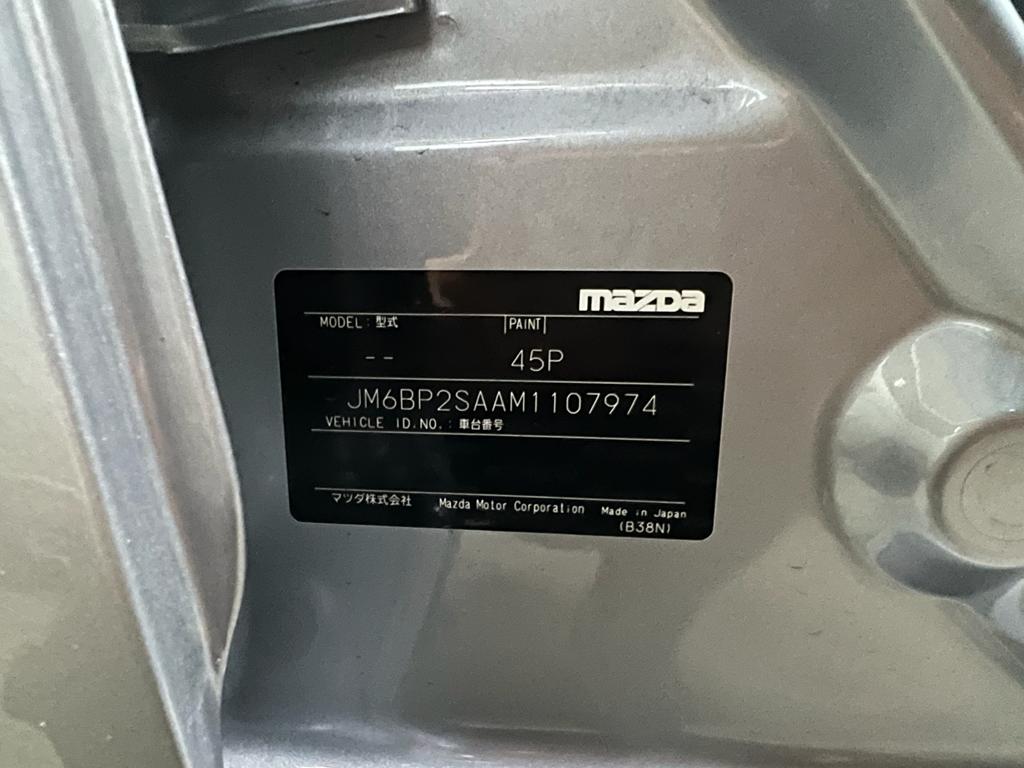 mazda
MODEL : 型式 PAINT
-- 45P
JM6BP2SAAM1107974
VEHICLE ID.NO. : 車台番号
マツダ株式会社 Mazda Motor Corporation Made in Japan
(B38N)